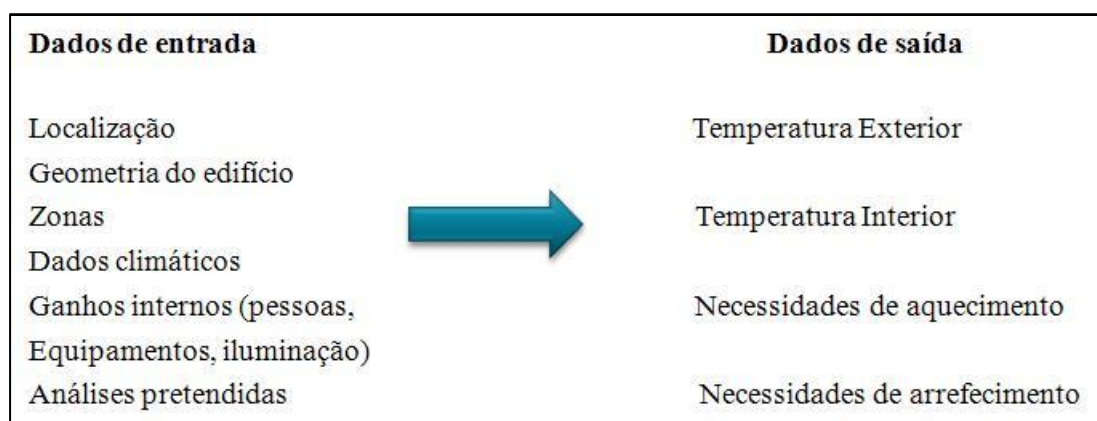 Dados de entrada
Dados de saída
Localização
Temperatura Exterior
Geometria do edifício
Zonas
Temperatura Interior
Dados climáticos
Ganhos internos (pessoas,
Necessidades de aquecimento
Equipamentos, iluminação)
Análises pretendidas
Necessidades de arrefecimento